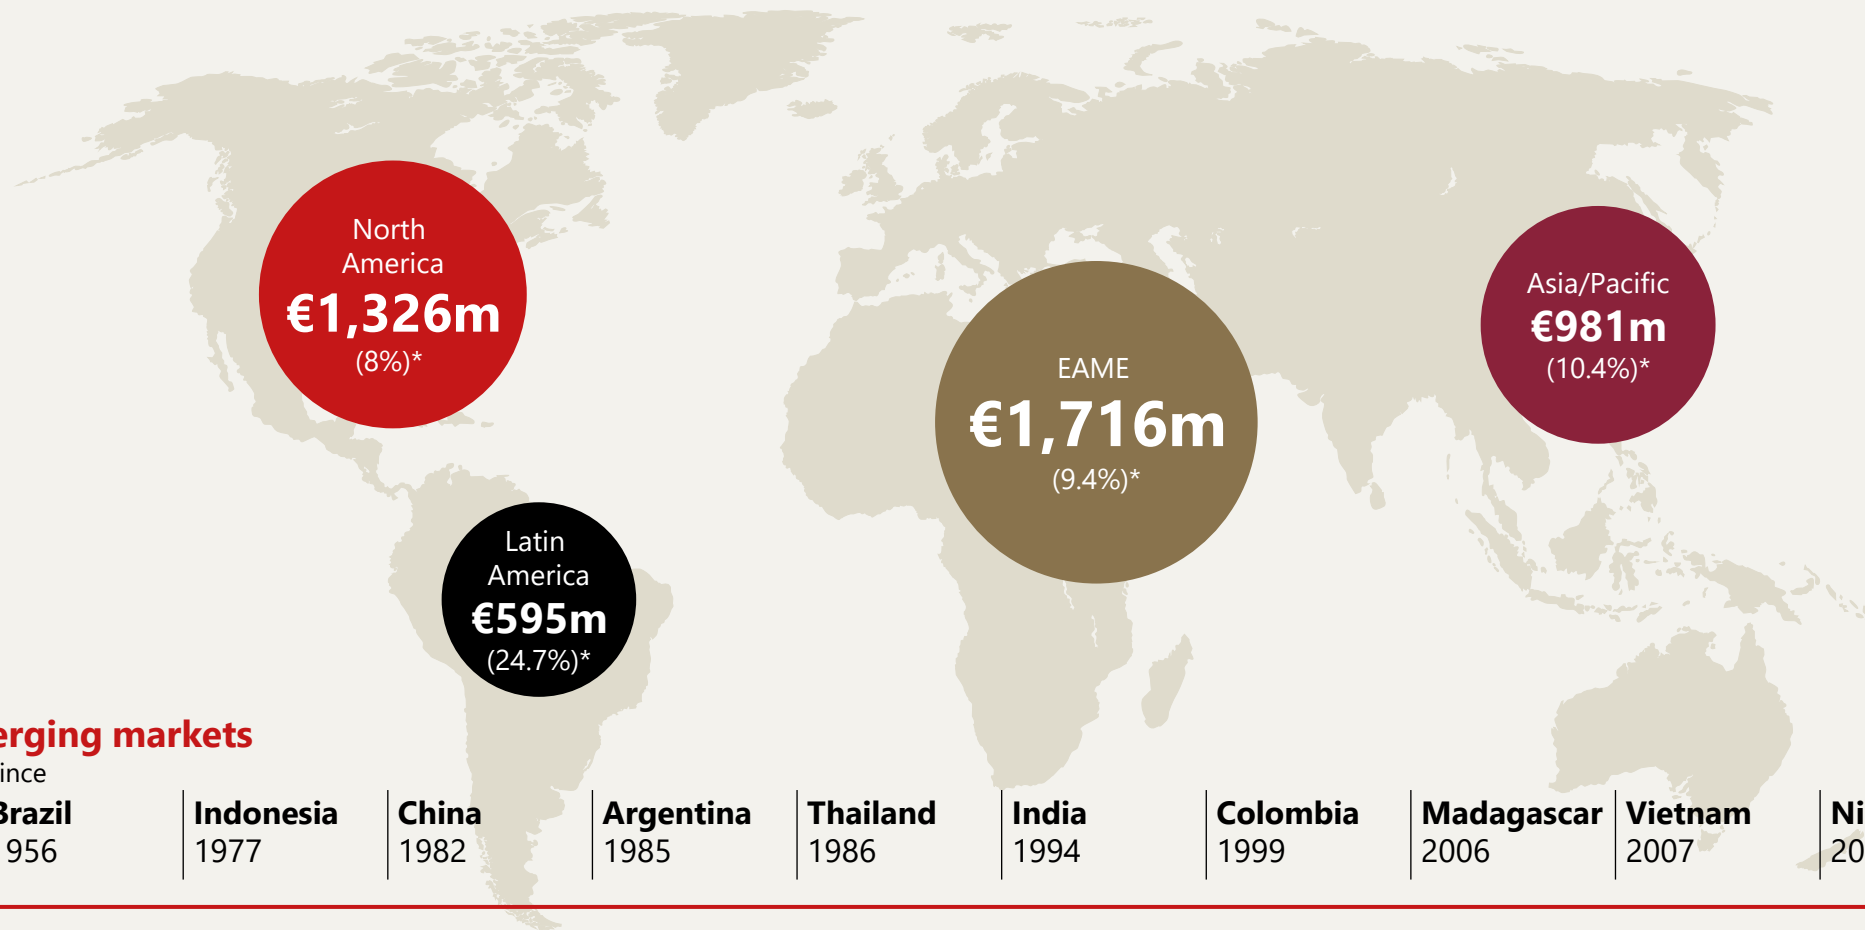 North
America
€1,326m
(8%)*
Asia/Pacific
€981m
(10.4%)*
EAME
€1,716m
(9.4%)*
Latin
America
€595m
(24.7%)*
erging markets
ince
Brazil Indonesia China Argentina Thailand India Colombia Madagascar Vietnam Ni
956 1977 1982 1985 1986 1994 1999 2006 2007 20